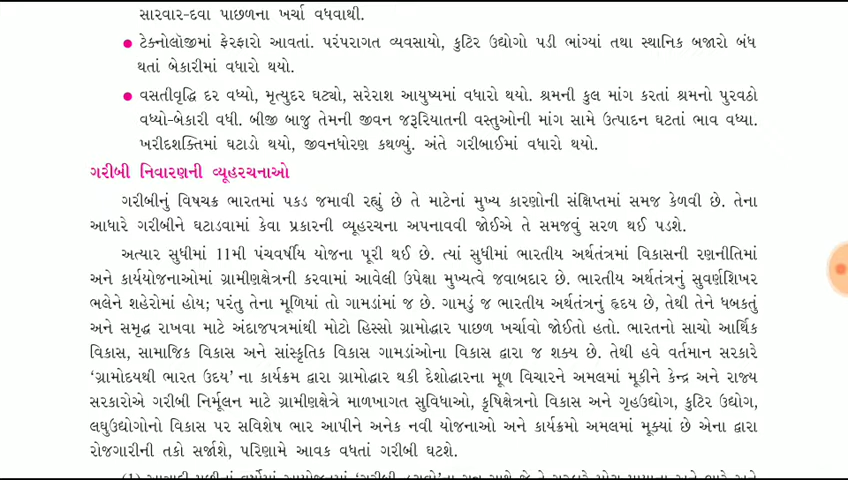 સારવાર-દવા પાછળના ખર્ચા વધવાથી.
● ટેક્નોલૉજીમાં ફેરફારો આવતાં. પરંપરાગત વ્યવસાયો, કુટિર ઉદ્યોગો પડી ભાંગ્યાં તથા સ્થાનિક બજારો બંધ
થતાં બેકારીમાં વધારો થયો.
● વસતીવૃદ્ધિ દર વધ્યો, મૃત્યુદર ઘટ્યો, સરેરાશ આયુષ્યમાં વધારો થયો. શ્રમની કુલ માંગ કરતાં શ્રમનો પુરવઠો
વધ્યો-બેકારી વધી. બીજી બાજુ તેમની જીવન જરૂરિયાતની વસ્તુઓની માંગ સામે ઉત્પાદન ઘટતાં ભાવ વધ્યા.
ખરીદશક્તિમાં ઘટાડો થયો, જીવનધોરણ કથળ્યું. અંતે ગરીબાઈમાં વધારો થયો.
ગરીબી નિવારણની વ્યૂહરચનાઓ
ગરીબીનું વિષચક્ર ભારતમાં પકડ જમાવી રહ્યું છે તે માટેનાં મુખ્ય કારણોની સંક્ષિપ્તમાં સમજ કેળવી છે. તેના
આધારે ગરીબીને ઘટાડવામાં કેવા પ્રકારની વ્યૂહરચના અપનાવવી જોઈએ તે સમજવું સરળ થઈ પડશે.
અત્યાર સુધીમાં 11મી પંચવર્ષીય યોજના પૂરી થઈ છે. ત્યાં સુધીમાં ભારતીય અર્થતંત્રમાં વિકાસની રણનીતિમાં
અને કાર્યયોજનાઓમાં ગ્રામીણક્ષેત્રની કરવામાં આવેલી ઉપેક્ષા મુખ્યત્વે જવાબદાર છે. ભારતીય અર્થતંત્રનું સુવર્ણશિખર
ભલેને શહેરોમાં હોય; પરંતુ તેના મૂળિયાં તો ગામડાંમાં જ છે. ગામડું જ ભારતીય અર્થતંત્રનું હૃદય છે, તેથી તેને ધબકતું
અને સમૃદ્ધ રાખવા માટે અંદાજપત્રમાંથી મોટો હિસ્સો ગ્રામોદ્ધાર પાછળ ખર્ચાવો જોઈતો હતો. ભારતનો સાચો આર્થિક
વિકાસ, સામાજિક વિકાસ અને સાંસ્કૃતિક વિકાસ ગામડાંઓના વિકાસ દ્વારા જ શક્ય છે. તેથી હવે વર્તમાન સરકારે
‘ગ્રામોદયથી ભારત ઉદય’ ના કાર્યક્રમ દ્વારા ગ્રામોદ્ધાર થકી દેશોદ્ધારના મૂળ વિચારને અમલમાં મૂકીને કેન્દ્ર અને રાજ્ય
સરકારોએ ગરીબી નિર્મૂલન માટે ગ્રામીણક્ષેત્રે માળખાગત સુવિધાઓ, કૃષિક્ષેત્રનો વિકાસ અને ગૃહઉદ્યોગ, કુટિર ઉદ્યોગ,
લઘુઉદ્યોગોનો વિકાસ પર સવિશેષ ભાર આપીને અનેક નવી યોજનાઓ અને કાર્યક્રમો અમલમાં મૂક્યાં છે એના દ્વારા
રોજગારીની તકો સર્જાશે, પરિણામે આવક વધતાં ગરીબી ઘટશે.